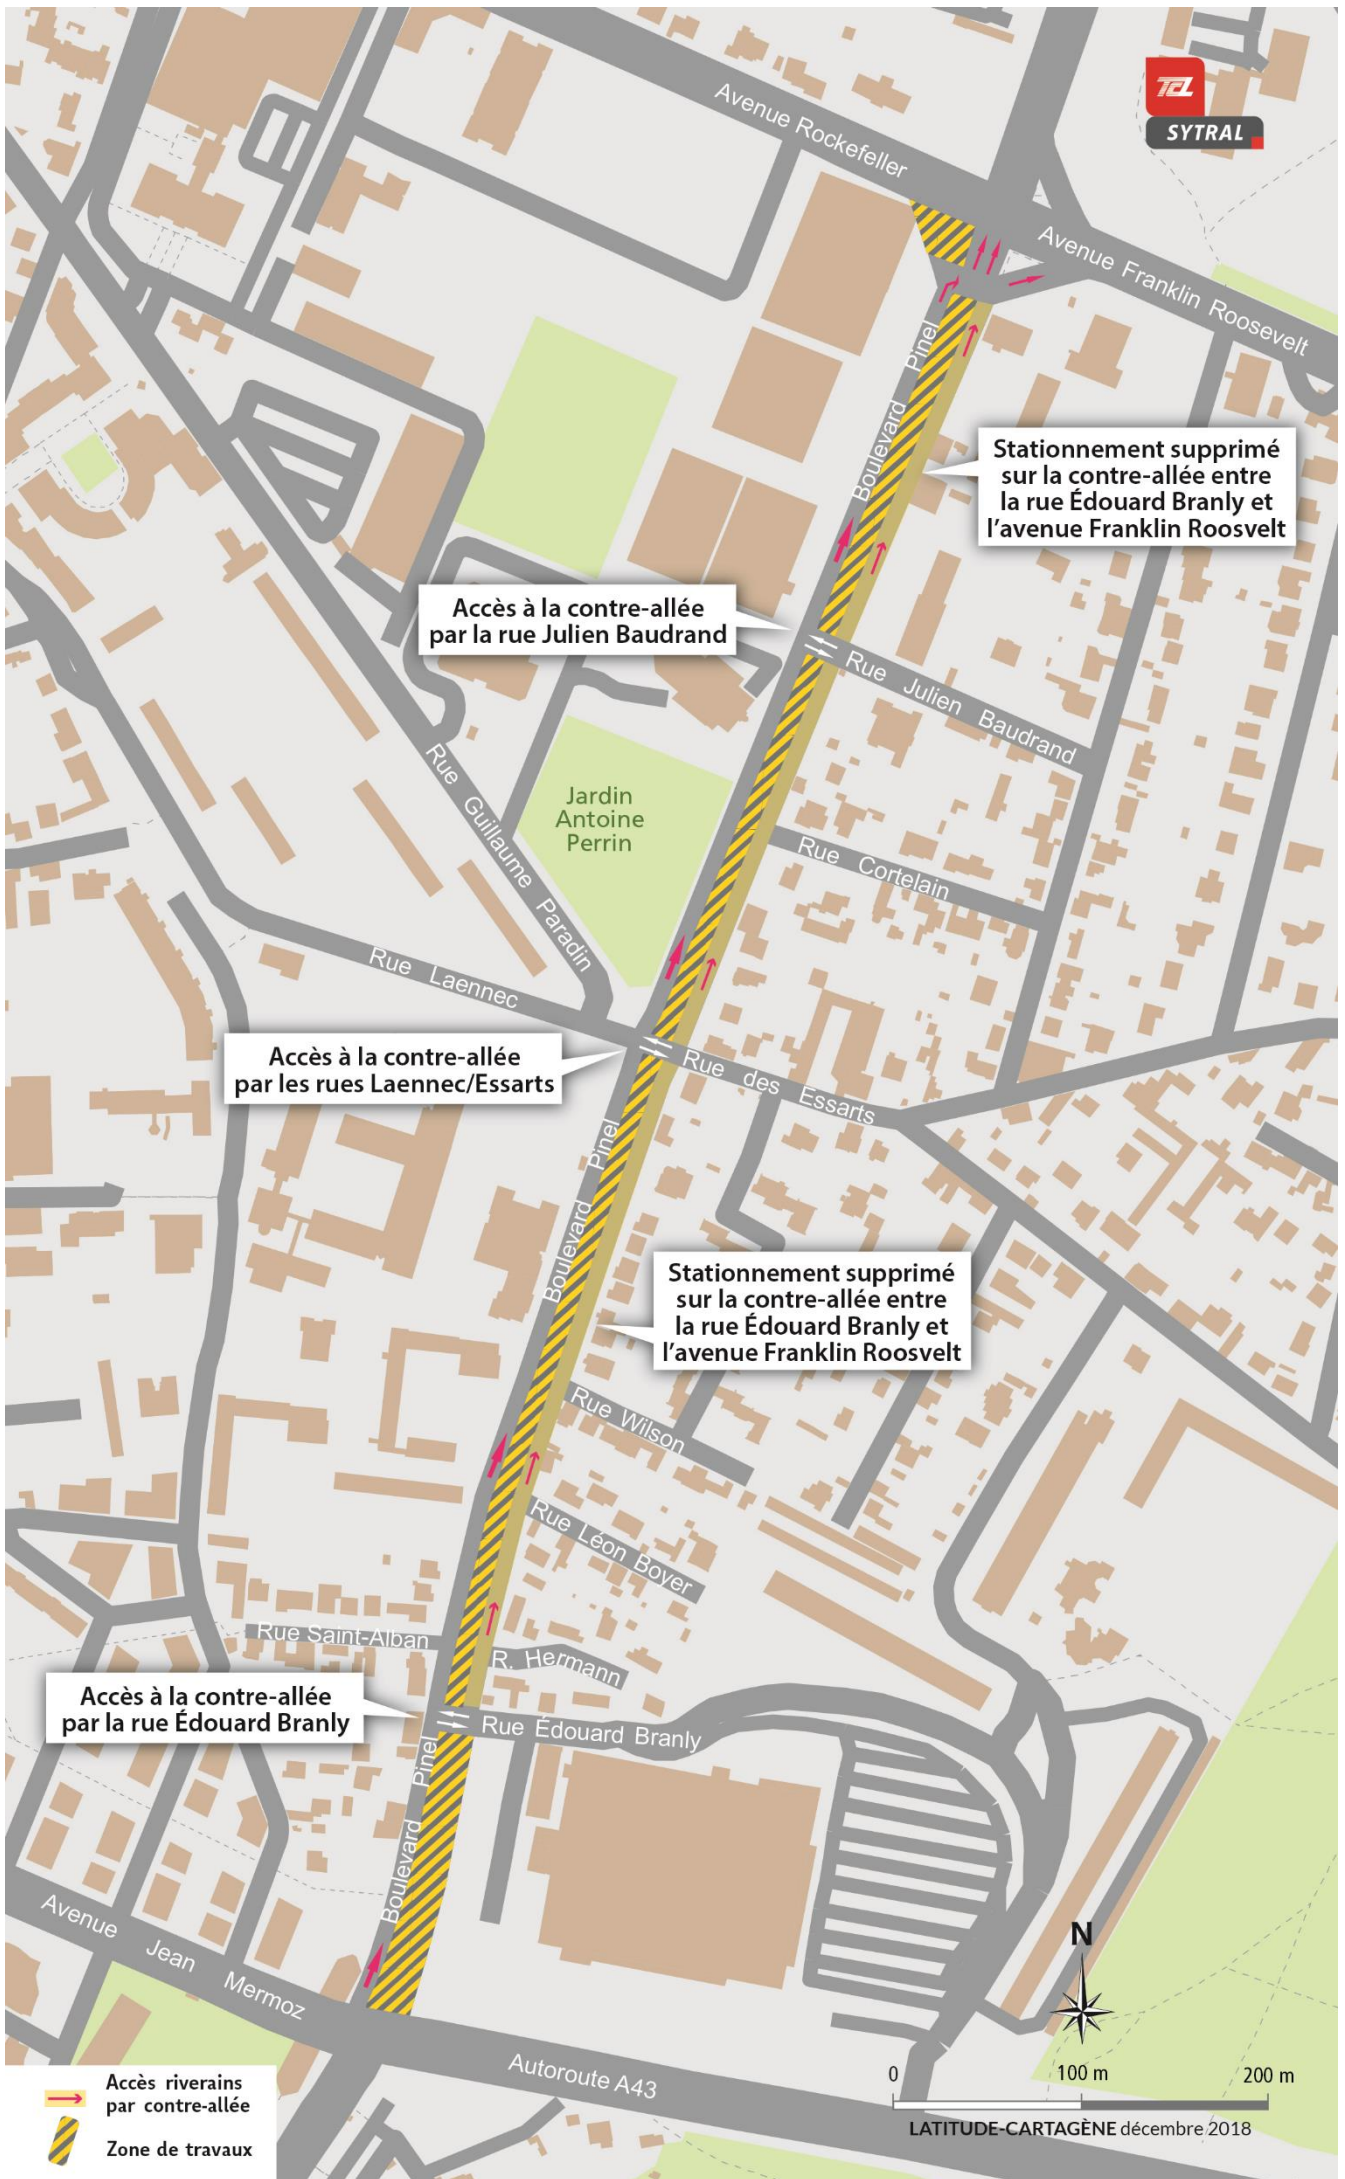 TCL
SYTRAL
Avenue Rockefeller
Avenue Franklin Roosevelt
Boulevard Pinel
Stationnement supprimé
sur la contre-allée entre
la rue Édouard Branly et
l'avenue Franklin Roosvelt
Accès à la contre-allée
par la rue Julien Baudrand
Rue Julien Baudrand
Jardin
Antoine
Perrin
Rue Guillaume Paradin
Rue Cortelain
Rue Laennec
Accès à la contre-allée
par les rues Laennec/Essarts
Rue des Essarts
Boulevard Pinel
Stationnement supprimé
sur la contre-allée entre
la rue Édouard Branly et
l'avenue Franklin Roosvelt
Rue Wilson
Rue Léon Boyer
Rue Saint-Alban
R. Hermann
Accès à la contre-allée
par la rue Édouard Branly
Rue Édouard Branly
Boulevard Pinel
Avenue Jean Mermoz
N
Autoroute A43
0 100 m 200 m
LATITUDE-CARTAGÈNE décembre 2018
Accès riverains
par contre-allée
Zone de travaux